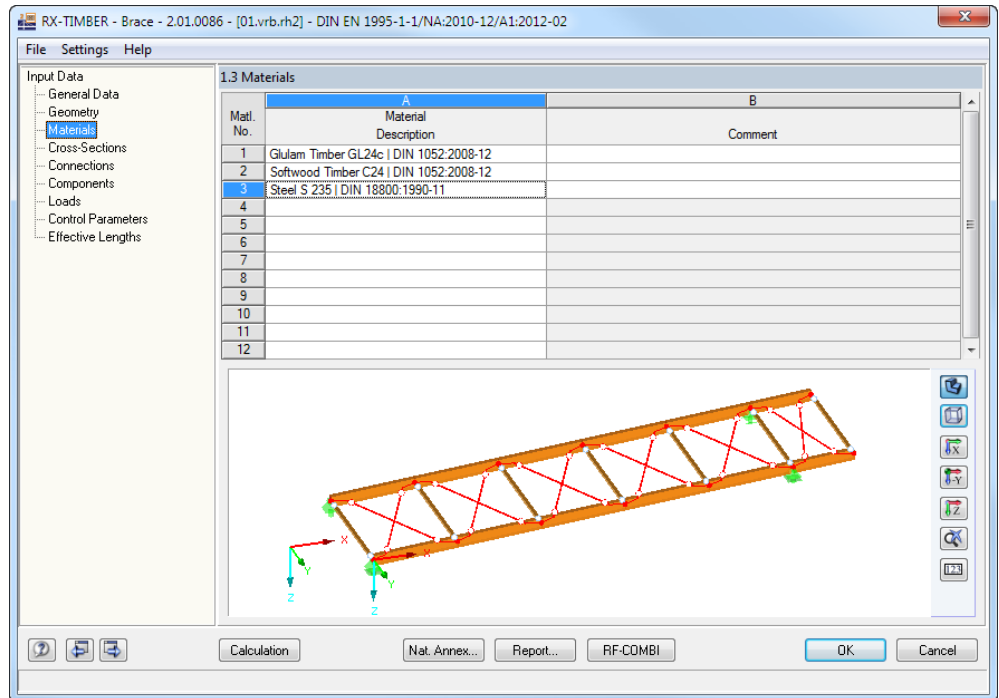 RX-TIMBER - Brace - 2.01.0086 - [01.vrb.rh2] - DIN EN 1995-1-1/NA:2010-12/A1:2012-02
File Settings Help
Input Data
General Data
Geometry
Materials
Cross-Sections
Connections
Components
Loads
Control Parameters
Effective Lengths
1.3 Materials
A B
Matl. No. Material Description Comment
1 Glulam Timber GL24c | DIN 1052:2008-12
2 Softwood Timber C24 | DIN 1052:2008-12
3 Steel S 235 | DIN 18800:1990-11
4
5
6
7
8
9
10
11
12
X
Y
Z
X
Y
Z
X
-Y
Z
123
Calculation Nat. Annex... Report... RF-COMBI OK Cancel